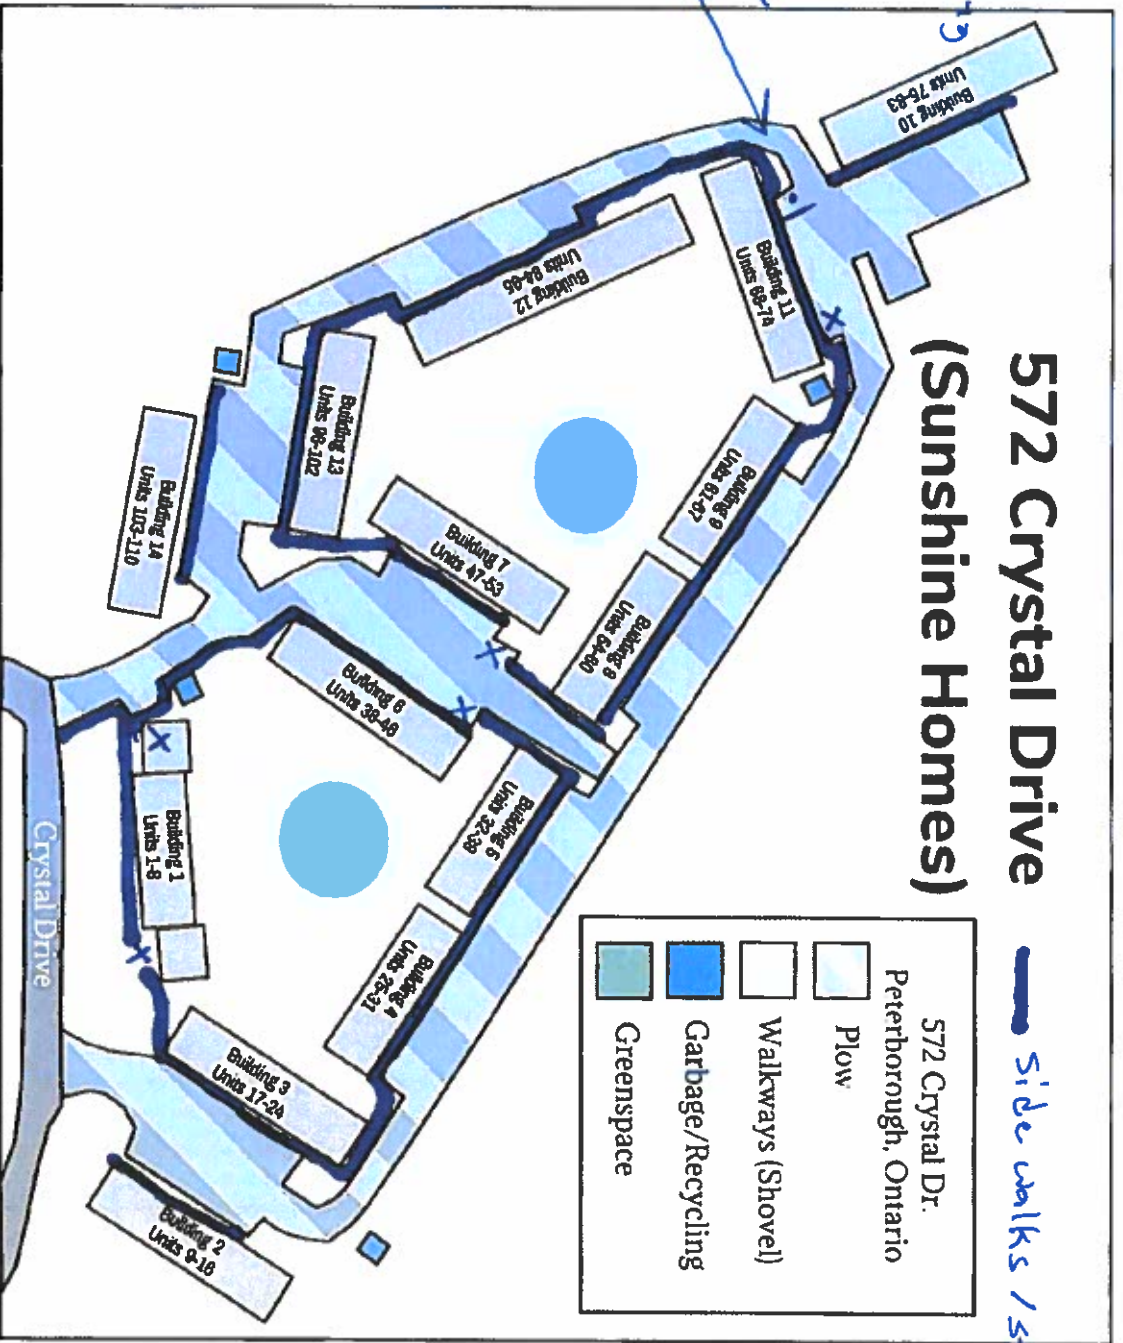 572 Crystal Drive
(Sunshine Homes)
side walks / s
572 Crystal Dr.
Peterborough, Ontario
Plow
Walkways (Shovel)
Garbage/Recycling
Greenspace
Building 10
Units 75-83
Building 11
Units 68-74
Building 12
Units 84-95
Building 9
Units 61-67
Building 13
Units 98-102
Building 7
Units 47-53
Building 8
Units 54-60
Building 14
Units 103-110
Building 6
Units 38-46
Building 5
Units 32-38
Building 1
Units 1-8
Building 4
Units 25-31
Building 3
Units 17-24
Building 2
Units 9-16
Crystal Drive